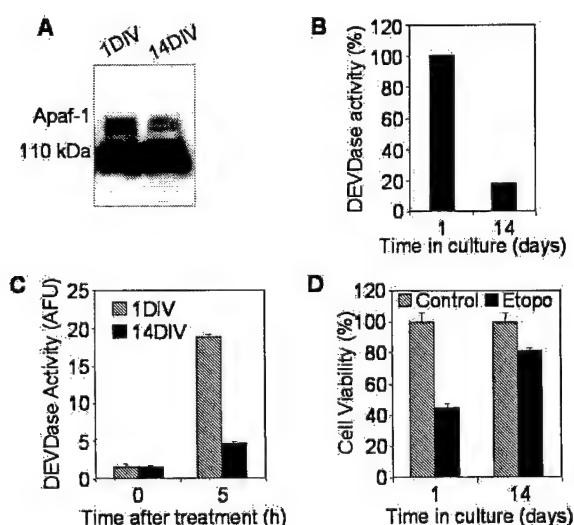 A
1DIV 14DIV
Apaf-1
110 kDa
B
DEVDase activity (%)
120
100
80
60
40
20
0
1 14
Time in culture (days)
C
DEVDase Activity (AFU)
25
20
15
10
5
0
1DIV
14DIV
0 5
Time after treatment (h)
D
Cell Viability (%)
120
100
80
60
40
20
0
Control Etopo
1 14
Time in culture (days)